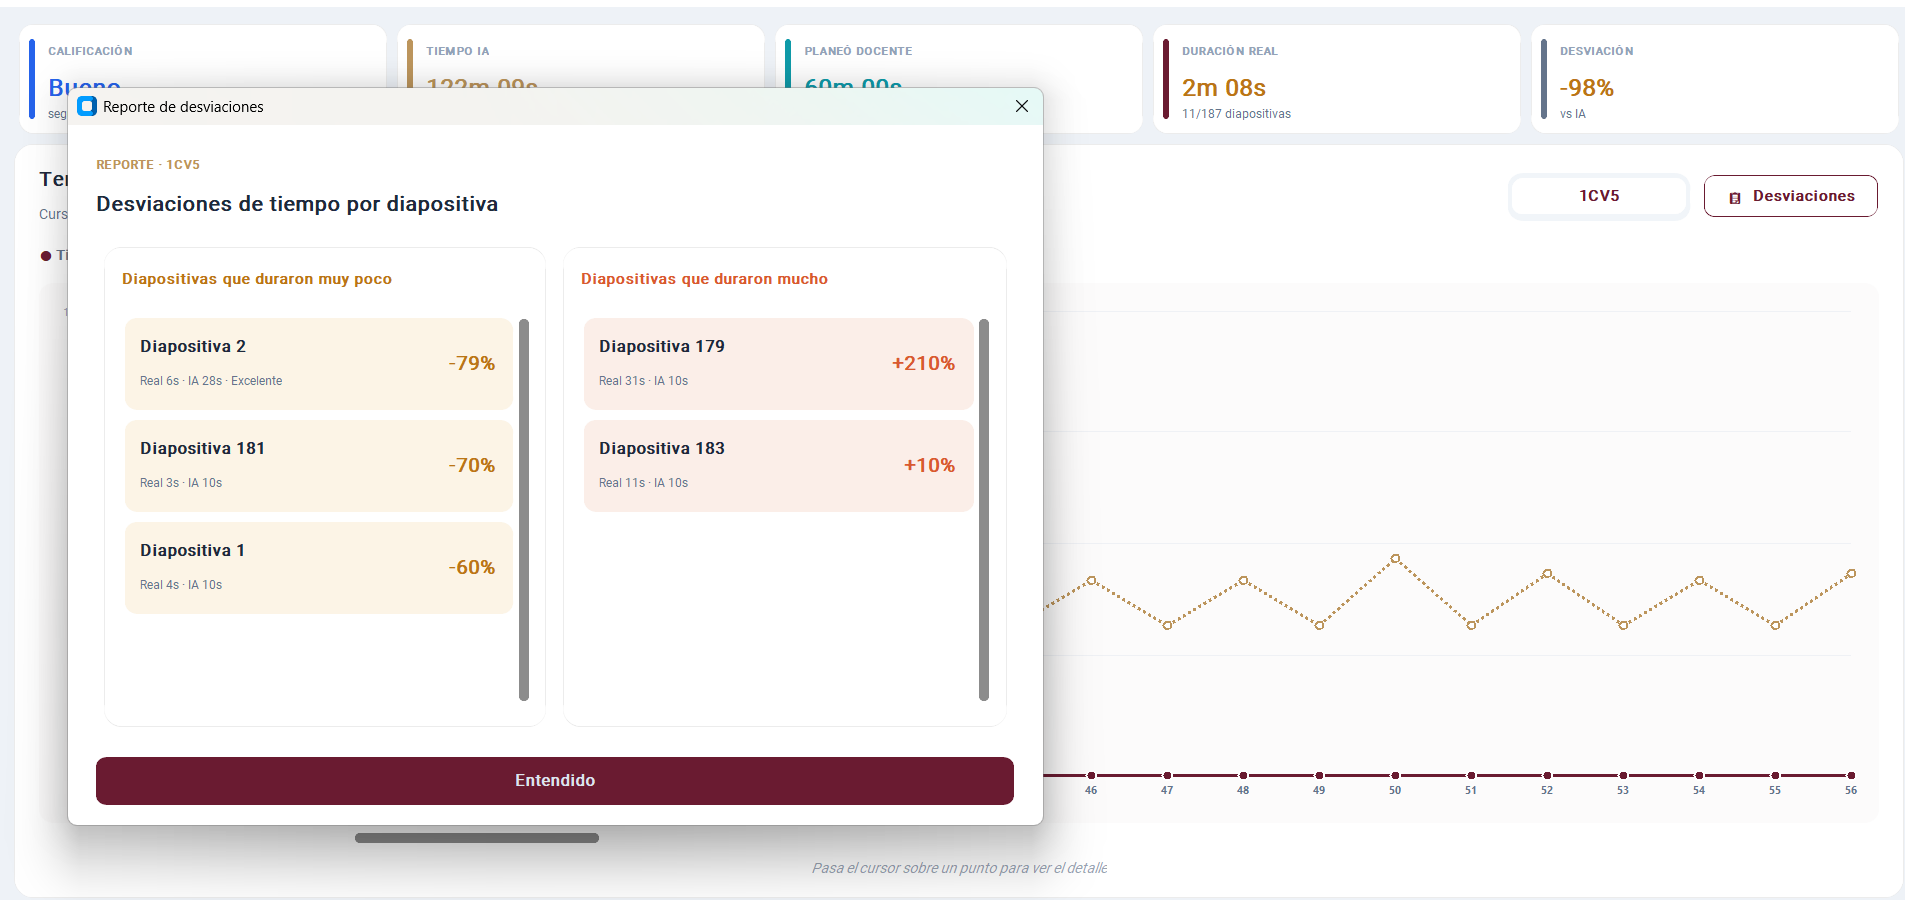 CALIFICACIÓN
Bueno
TIEMPO IA
122m 09s
PLANEÓ DOCENTE
60m 00s
DURACIÓN REAL
2m 08s
11/187 diapositivas
DESVIACIÓN
-98%
vs IA
Reporte de desviaciones
REPORTE · 1CV5
Desviaciones de tiempo por diapositiva
1CV5
Desviaciones
Diapositivas que duraron muy poco
Diapositiva 2
Real 6s · IA 28s · Excelente
-79%
Diapositiva 181
Real 3s · IA 10s
-70%
Diapositiva 1
Real 4s · IA 10s
-60%
Diapositivas que duraron mucho
Diapositiva 179
Real 31s · IA 10s
+210%
Diapositiva 183
Real 11s · IA 10s
+10%
Entendido
46 47 48 49 50 51 52 53 54 55 56
Pasa el cursor sobre un punto para ver el detalle